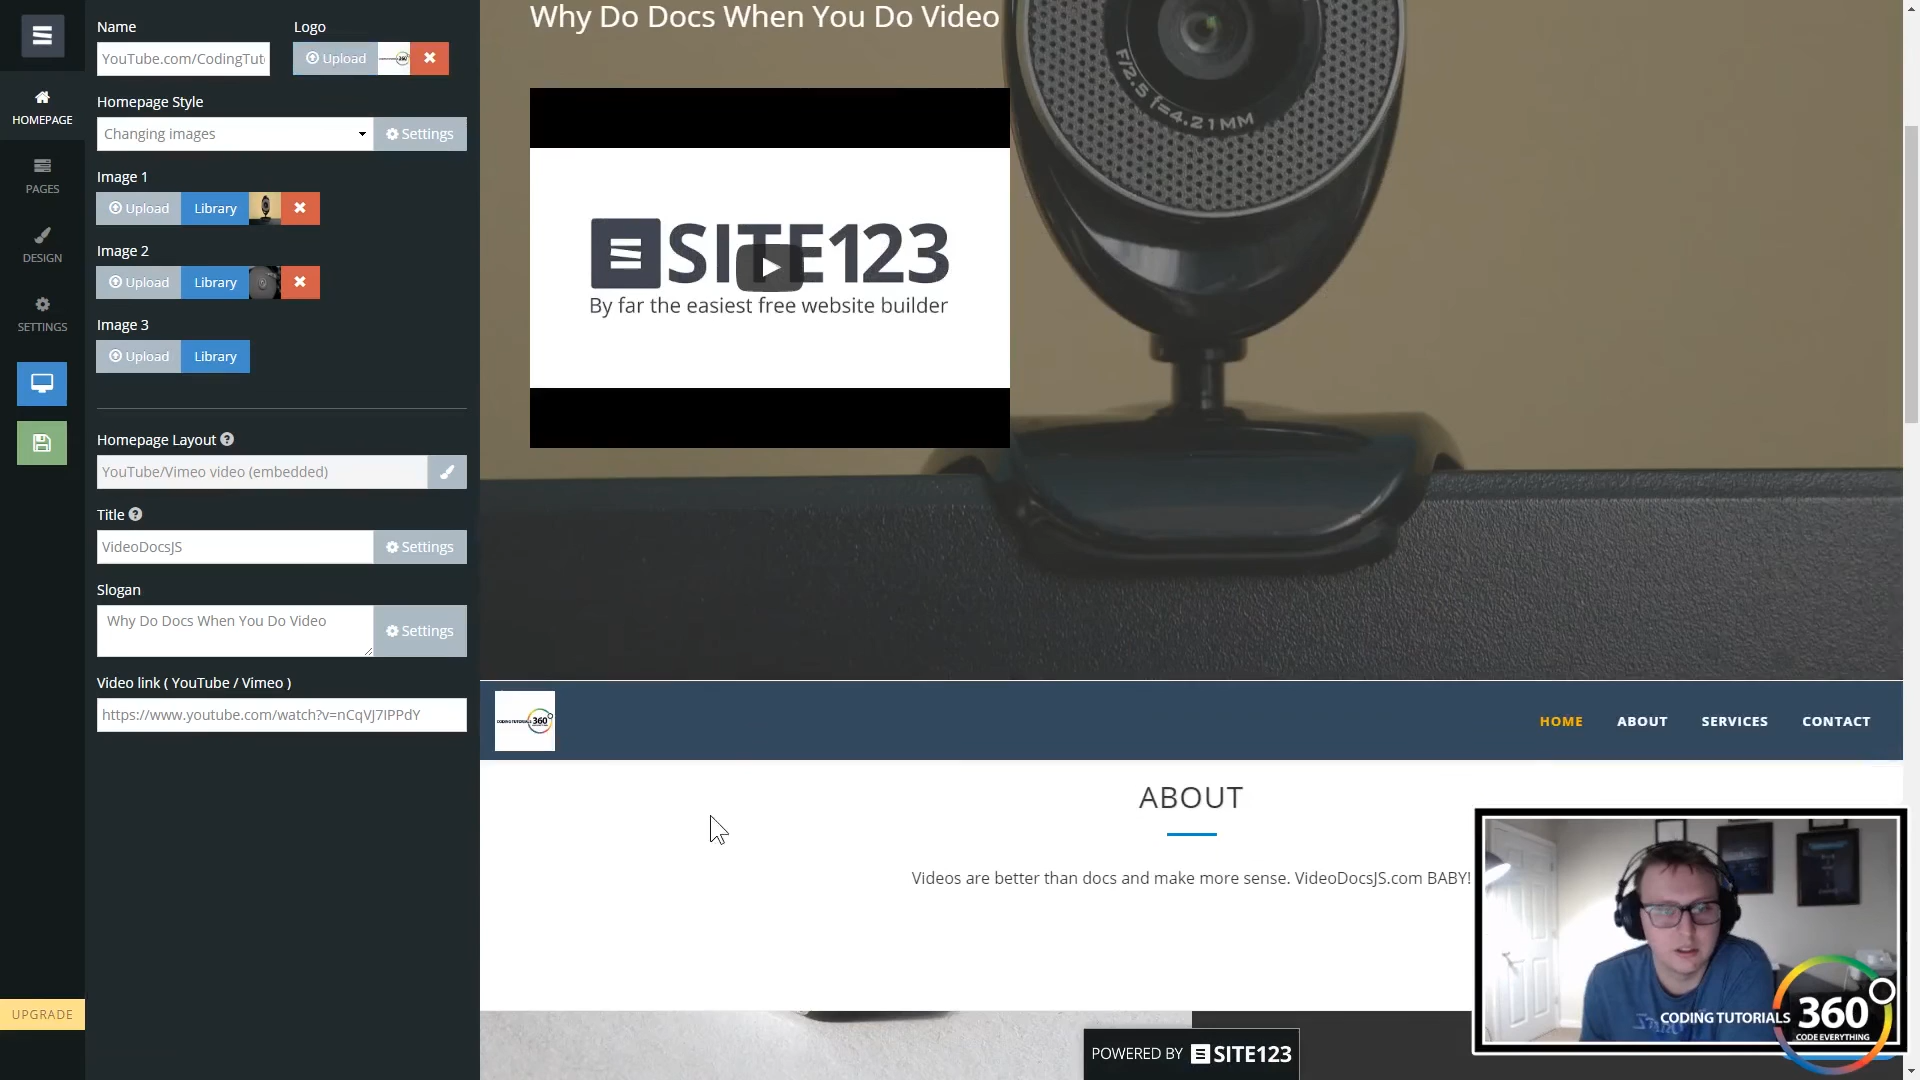 HOMEPAGE
PAGES
DESIGN
SETTINGS
UPGRADE
Name
Logo
YouTube.com/CodingTut
Upload
Homepage Style
Changing images
Settings
Image 1
Upload
Library
Image 2
Upload
Library
Image 3
Upload
Library
Homepage Layout
YouTube/Vimeo video (embedded)
Title
VideoDocsJS
Settings
Slogan
Why Do Docs When You Do Video
Settings
Video link ( YouTube / Vimeo )
https://www.youtube.com/watch?v=nCqVJ7IPPdY
Why Do Docs When You Do Video
F/2.5 f=4.21MM
SITE123
By far the easiest free website builder
CODING TUTORIALS 360
HOME
ABOUT
SERVICES
CONTACT
ABOUT
Videos are better than docs and make more sense. VideoDocsJS.com BABY!
POWERED BY SITE123
CODING TUTORIALS 360
CODE EVERYTHING